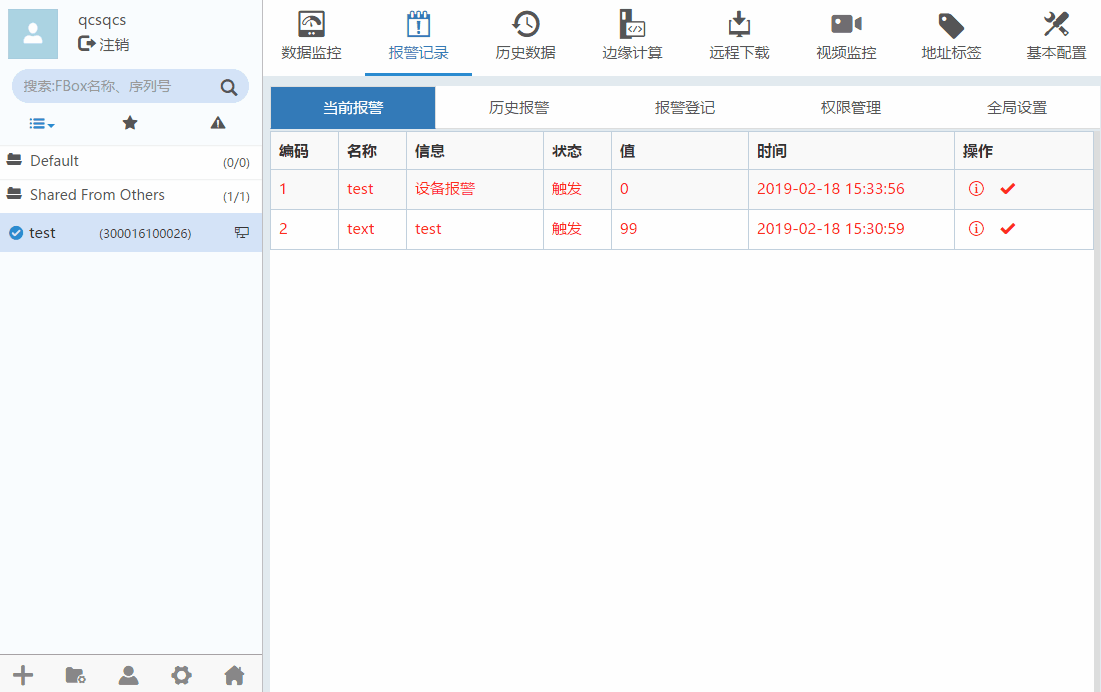 qcsqcs
注销
搜索:FBox名称、序列号
Default (0/0)
Shared From Others (1/1)
test (300016100026)
数据监控 报警记录 历史数据 边缘计算 远程下载 视频监控 地址标签 基本配置
当前报警 历史报警 报警登记 权限管理 全局设置
编码 名称 信息 状态 值 时间 操作
1 test 设备报警 触发 0 2019-02-18 15:33:56
2 text test 触发 99 2019-02-18 15:30:59